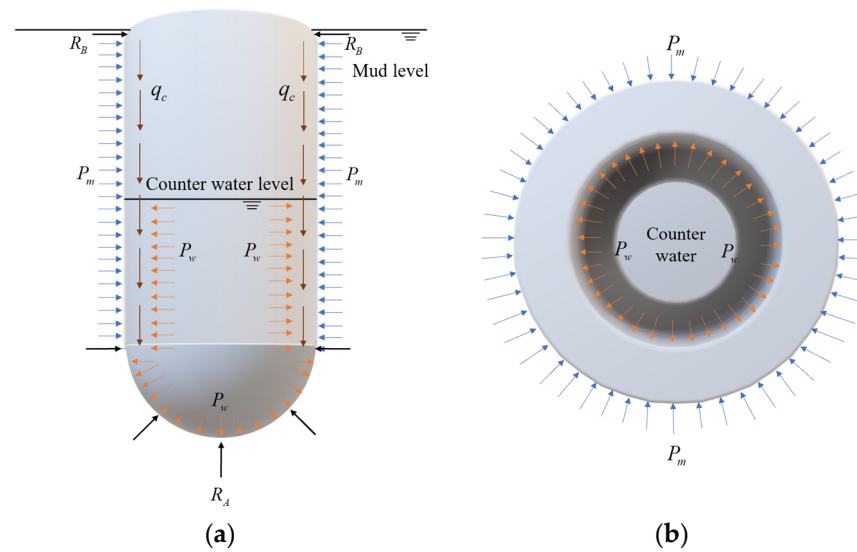 R_B
R_B
Mud level
q_c
q_c
P_m
P_m
Counter water level
P_w
P_w
P_w
R_A
(a)
P_m
Counter
water
P_w
P_w
P_m
(b)